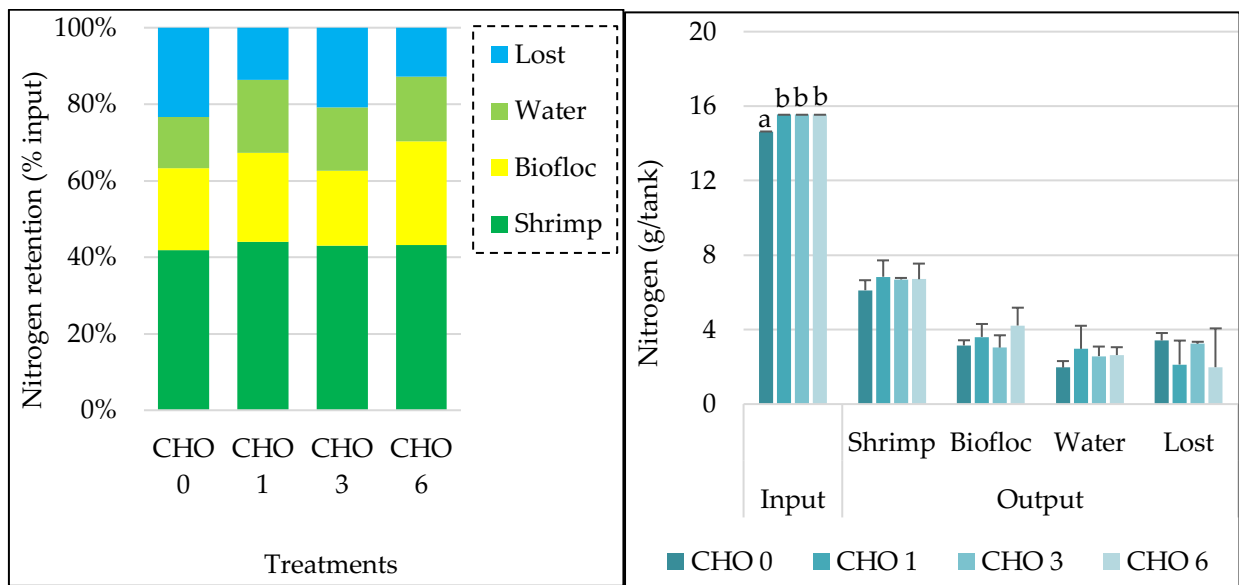 Nitrogen retention (% input)
100%
80%
60%
40%
20%
0%
CHO
0
CHO
1
CHO
3
CHO
6
Treatments
Lost
Water
Biofloc
Shrimp
Nitrogen (g/tank)
20
16
12
8
4
0
a
b
b
b
Shrimp
Biofloc
Water
Lost
Input
Output
CHO 0
CHO 1
CHO 3
CHO 6